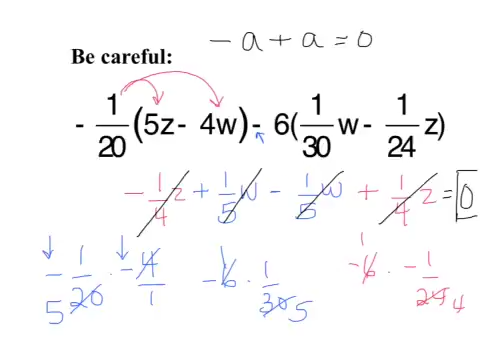 - a + a = 0
Be careful:
- 1/20 (5z - 4w) - 6(1/30 w - 1/24 z)
- 1/4 z + 1/5 w - 1/5 w + 1/4 z = 0
- 1/20 · - 4/1 - 6 · 1/30 - 6 · - 1/24
5 1 5 1 4